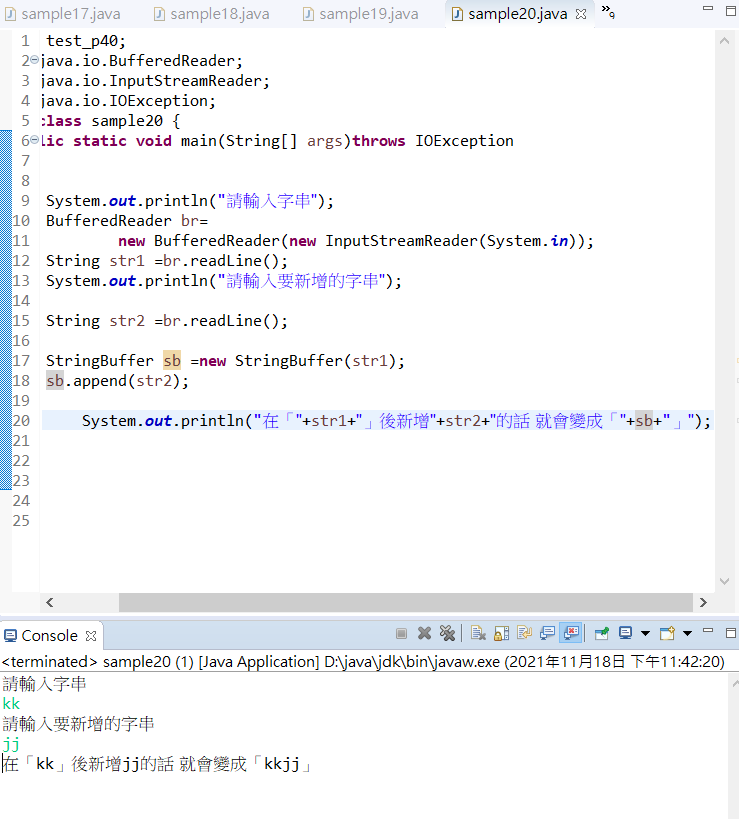 sample17.java sample18.java sample19.java sample20.java »9
1 test_p40;
2 java.io.BufferedReader;
3 java.io.InputStreamReader;
4 java.io.IOException;
5 class sample20 {
6 lic static void main(String[] args)throws IOException
7
8
9 System.out.println("請輸入字串");
10 BufferedReader br=
11 new BufferedReader(new InputStreamReader(System.in));
12 String str1 =br.readLine();
13 System.out.println("請輸入要新增的字串");
14
15 String str2 =br.readLine();
16
17 StringBuffer sb =new StringBuffer(str1);
18 sb.append(str2);
19
20 System.out.println("在「"+str1+"」後新增"+str2+"的話 就會變成「"+sb+"」");
21
22
23
24
25
Console
<terminated> sample20 (1) [Java Application] D:\java\jdk\bin\javaw.exe (2021年11月18日 下午11:42:20)
請輸入字串
kk
請輸入要新增的字串
jj
在「kk」後新增jj的話 就會變成「kkjj」